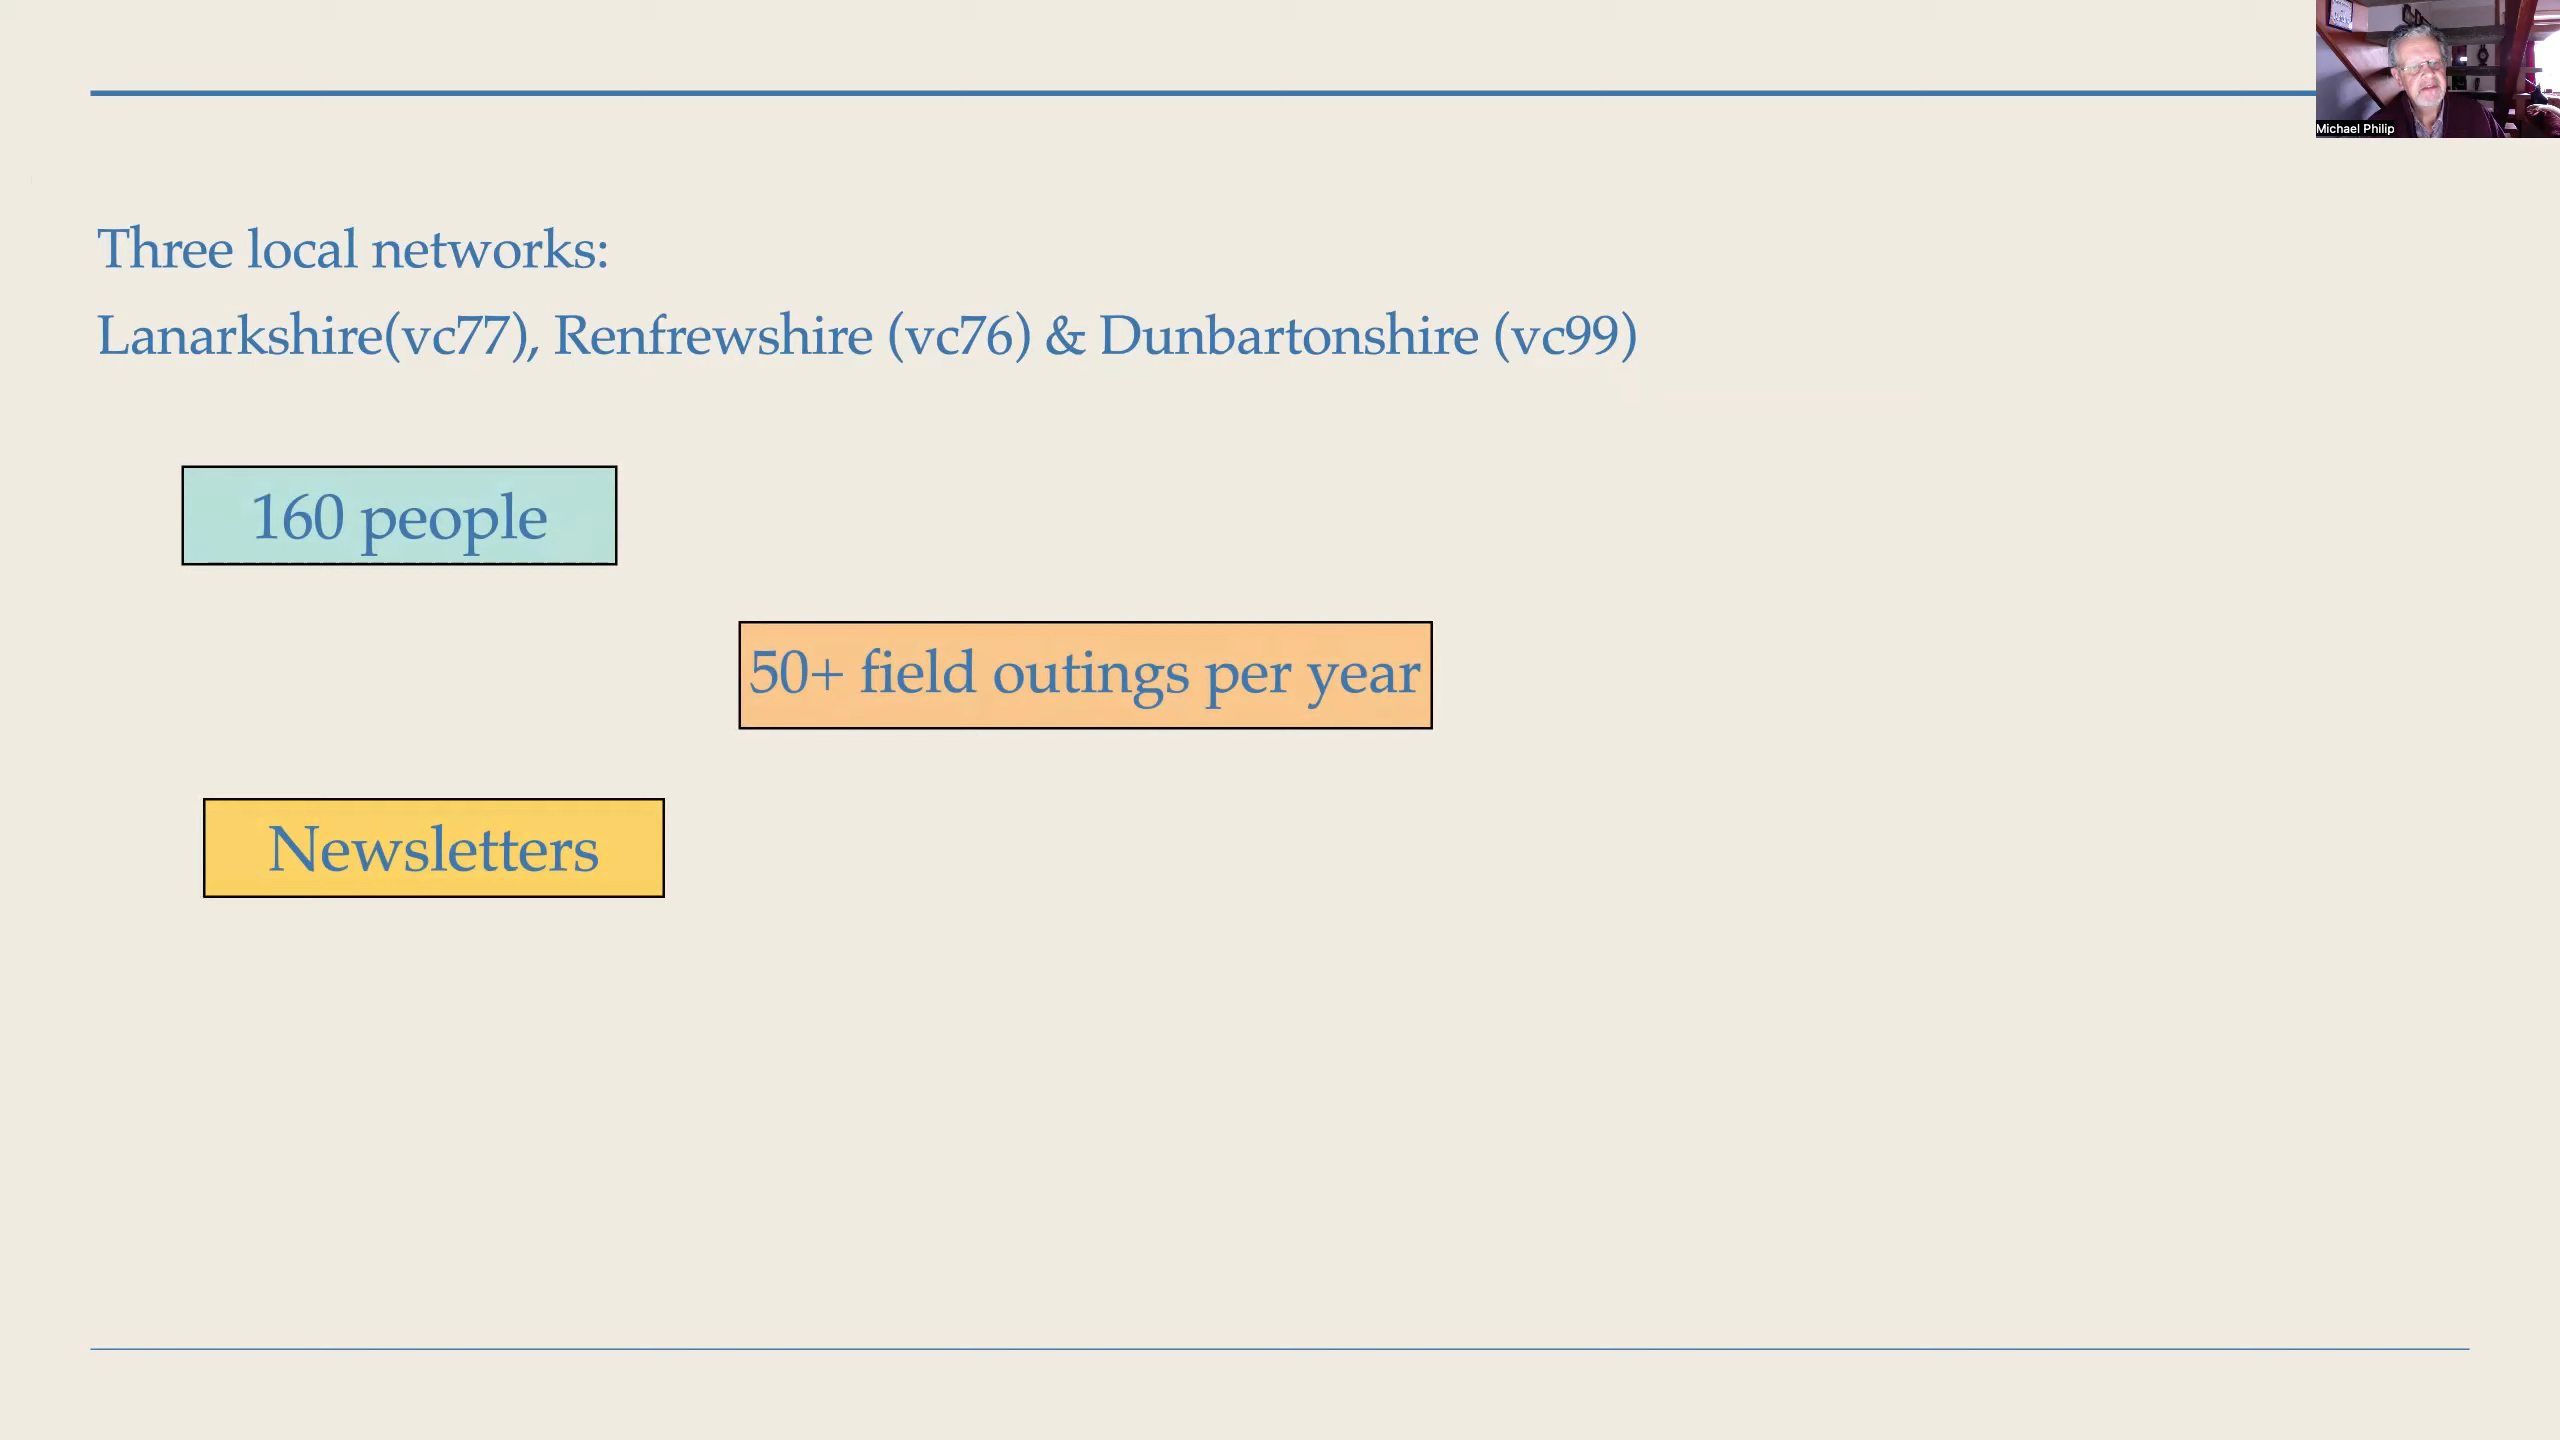 Michael Philip
Three local networks:
Lanarkshire(vc77), Renfrewshire (vc76) & Dunbartonshire (vc99)
160 people
50+ field outings per year
Newsletters